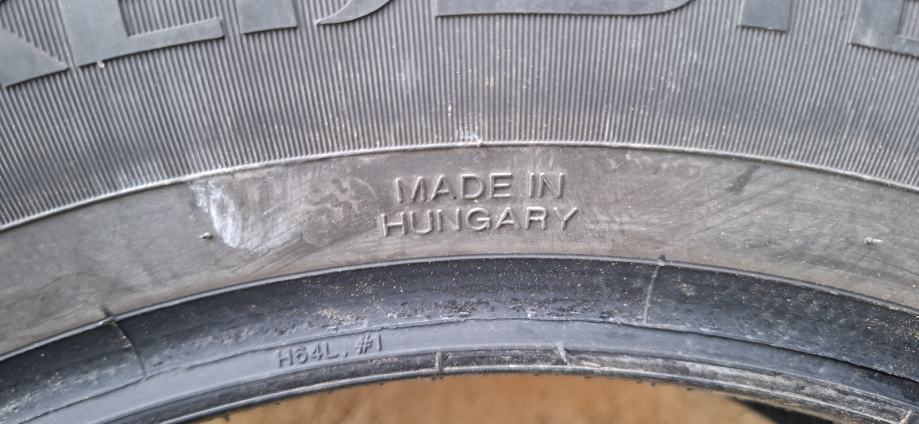 MADE IN
HUNGARY
H64L, #1